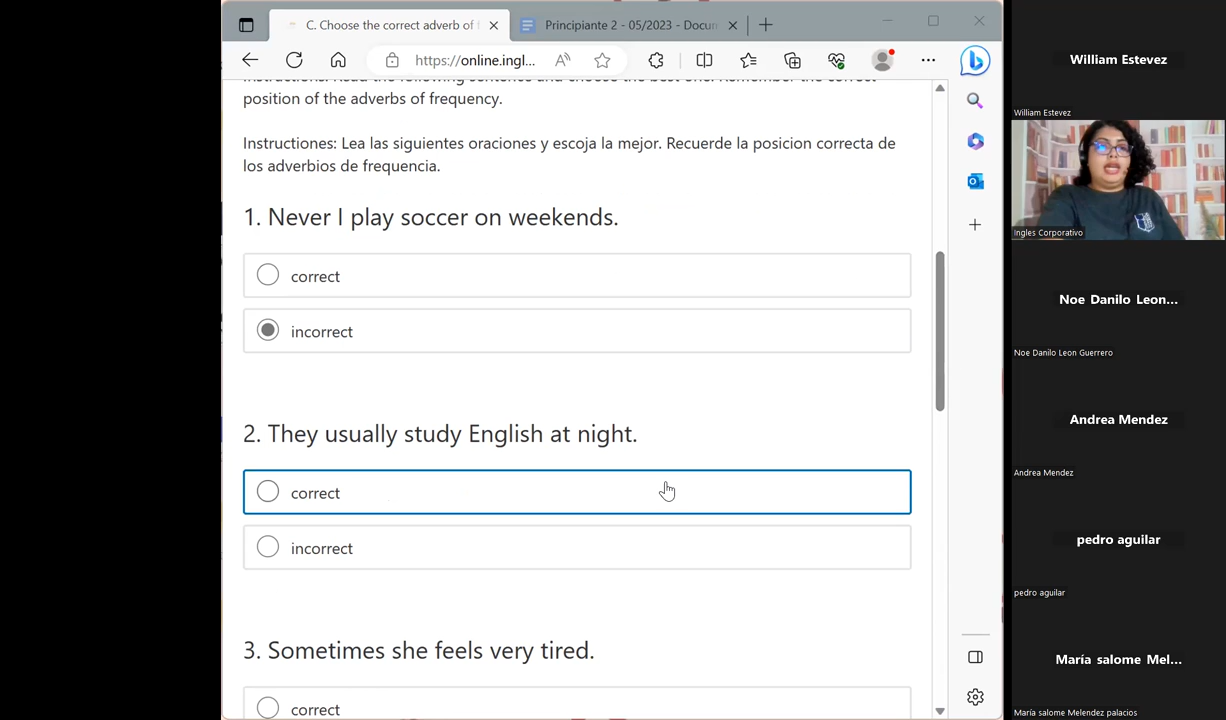 C. Choose the correct adverb of f
Principiante 2 - 05/2023 - Docun
https://online.ingl...
position of the adverbs of frequency.
Instructiones: Lea las siguientes oraciones y escoja la mejor. Recuerde la posicion correcta de
los adverbios de frequencia.
1. Never I play soccer on weekends.
correct
incorrect
2. They usually study English at night.
correct
incorrect
3. Sometimes she feels very tired.
correct
William Estevez
William Estevez
Ingles Corporativo
Noe Danilo Leon...
Noe Danilo Leon Guerrero
Andrea Mendez
Andrea Mendez
pedro aguilar
pedro aguilar
María salome Mel...
María salome Melendez palacios